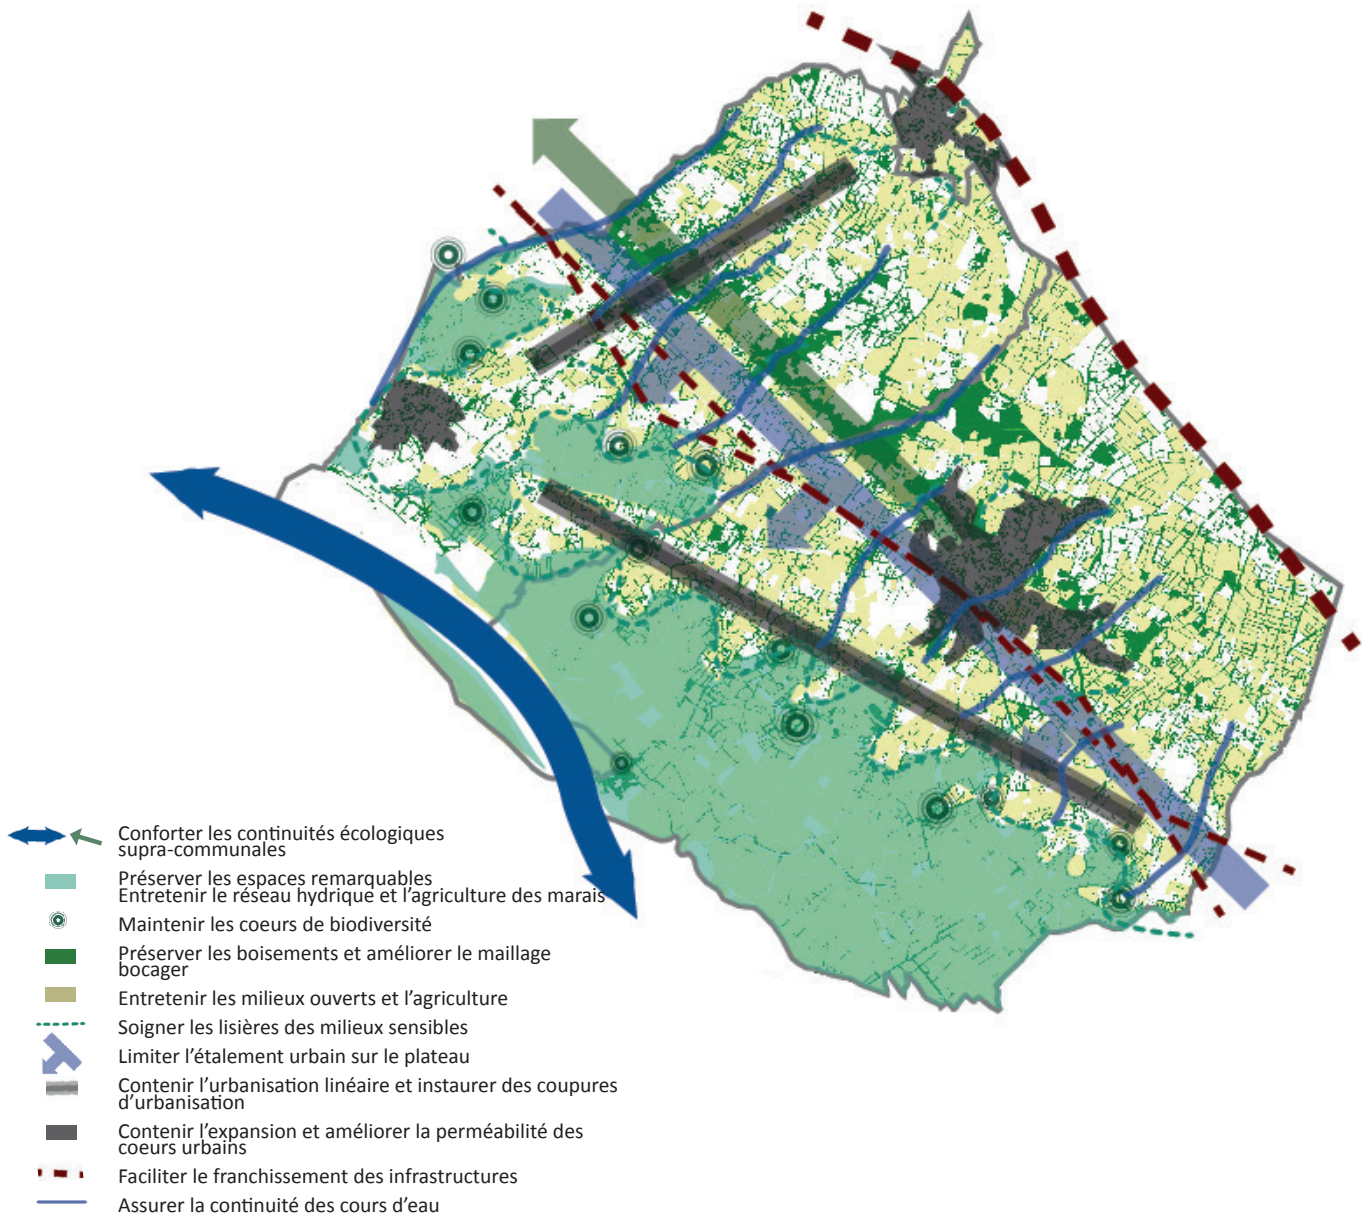 Conforter les continuités écologiques
supra-communales
Préserver les espaces remarquables
Entretenir le réseau hydrique et l'agriculture des marais
Maintenir les coeurs de biodiversité
Préserver les boisements et améliorer le maillage
bocager
Entretenir les milieux ouverts et l'agriculture
Soigner les lisières des milieux sensibles
Limiter l'étalement urbain sur le plateau
Contenir l'urbanisation linéaire et instaurer des coupures
d'urbanisation
Contenir l'expansion et améliorer la perméabilité des
coeurs urbains
Faciliter le franchissement des infrastructures
Assurer la continuité des cours d'eau